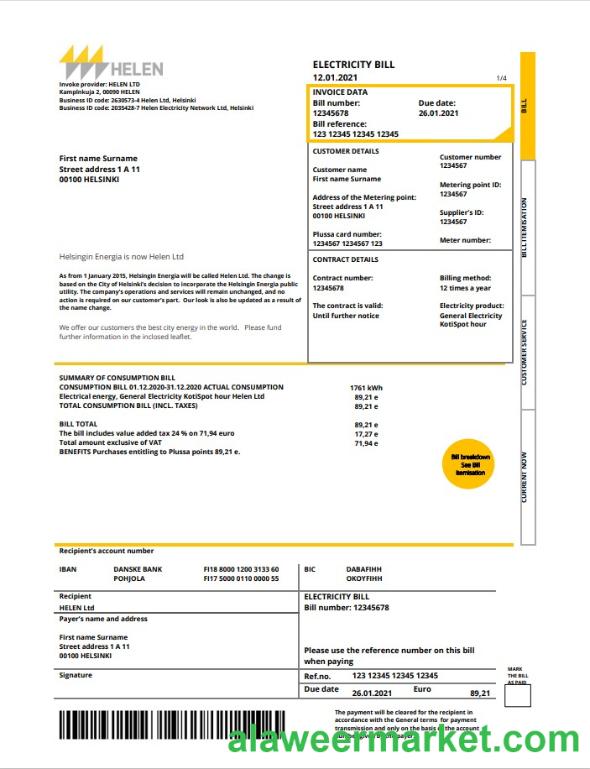 HELEN
Invoke provider: HELEN LTD
Kamplnkuja 2, 00090 HELEN
Business ID code: 2630573-4 Helen Ltd, Helsinki
Business ID code: 2035428-7 Helen Electricity Network Ltd, Helsinki
ELECTRICITY BILL
12.01.2021
1/4
INVOICE DATA
Bill number:
12345678
Due date:
26.01.2021
Bill reference:
123 12345 12345 12345
BILL
BILL ITEMISATION
CUSTOMER SERVICE
CURRENT NOW
First name Surname
Street address 1 A 11
00100 HELSINKI
CUSTOMER DETAILS
Customer name
First name Surname
Address of the Metering point:
Street address 1 A 11
00100 HELSINKI
Plussa card number:
1234567 1234567 123
Customer number
1234567
Metering point ID:
1234567
Supplier's ID:
1234567
Meter number:
CONTRACT DETAILS
Contract number:
12345678
The contract is valid:
Until further notice
Billing method:
12 times a year
Electricity product:
General Electricity
KotiSpot hour
Helsingin Energia is now Helen Ltd
As from 1 January 2015, Helsingin Energia will be called Helen Ltd. The change is
based on the City of Helsinki's decision to incorporate the Helsingin Energia public
utility. The company's operations and services will remain unchanged, and no
action is required on our customer's part. Our look is also be updated as a result of
the name change.
We offer our customers the best city energy in the world. Please fund
further information in the inclosed leaflet.
SUMMARY OF CONSUMPTION BILL
CONSUMPTION BILL 01.12.2020-31.12.2020 ACTUAL CONSUMPTION 1761 kWh
Electrical energy, General Electricity KotiSpot hour Helen Ltd 89,21 e
TOTAL CONSUMPTION BILL (INCL. TAXES) 89,21 e
BILL TOTAL 89,21 e
The bill includes value added tax 24 % on 71,94 euro 17,27 e
Total amount exclusive of VAT 71,94 e
BENEFITS Purchases entitling to Plussa points 89,21 e.
Bill breakdown
See Bill
itemisation
Recipient's account number
IBAN DANSKE BANK FI18 8000 1200 3133 60 BIC DABAFIHH
POHJOLA FI17 5000 0110 0000 55 OKOYFIHH
Recipient
HELEN Ltd
ELECTRICITY BILL
Bill number: 12345678
Payer's name and address
First name Surname
Street address 1 A 11
00100 HELSINKI
Please use the reference number on this bill
when paying
Signature
Ref.no. 123 12345 12345 12345
Due date 26.01.2021 Euro 89,21
MARK
THE BILL
AS PAID
The payment will be cleared for the recipient in
accordance with the General terms for payment
transmission and only on the basis of the account
alaweermarket.com